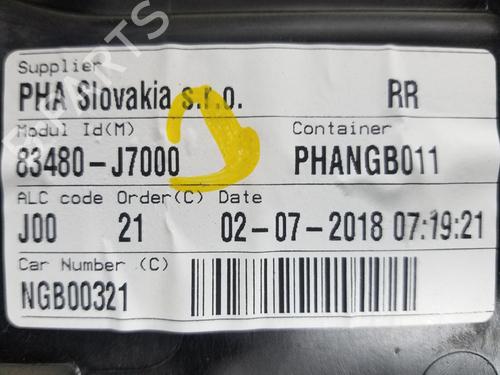 Supplier
PHA Slovakia s.r.o. RR
Modul Id(M) Container
83480-J7000 PHANGB011
ALC code Order(C) Date
J00 21 02-07-2018 07:19:21
Car Number (C)
NGB00321